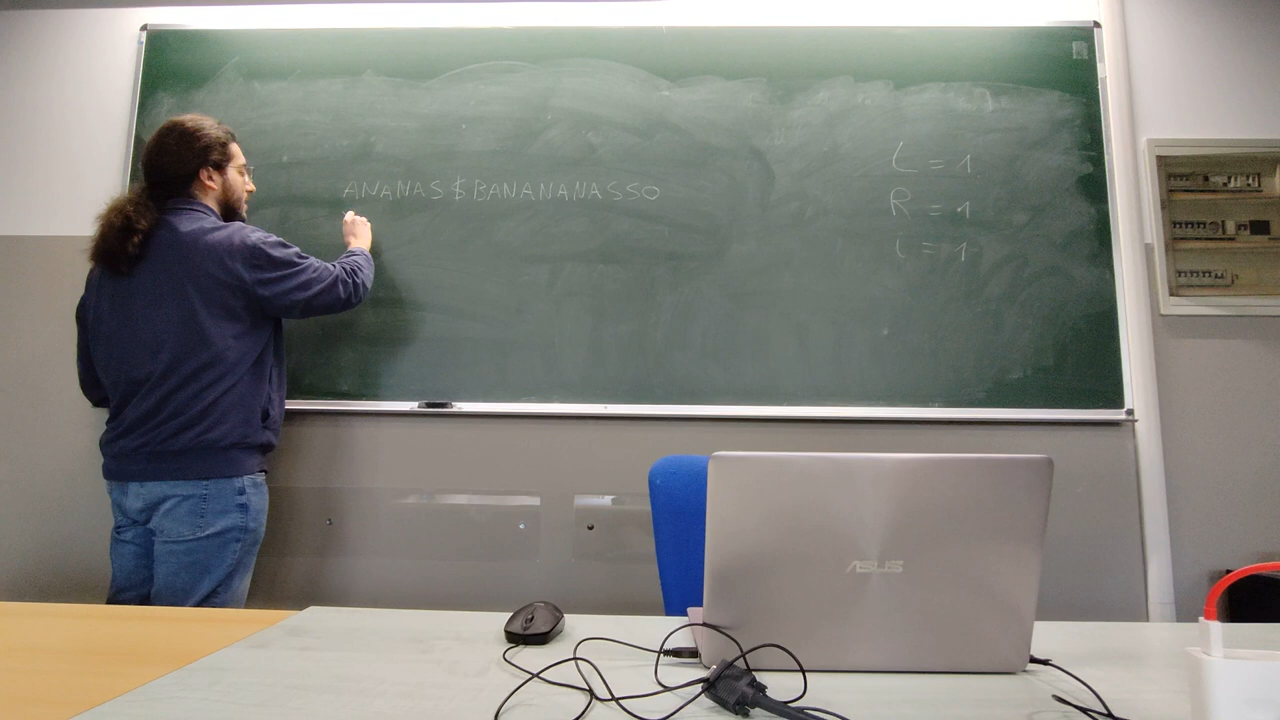 ANANAS$BANANANASSO
L = 1
R = 1
i = 1
ASUS